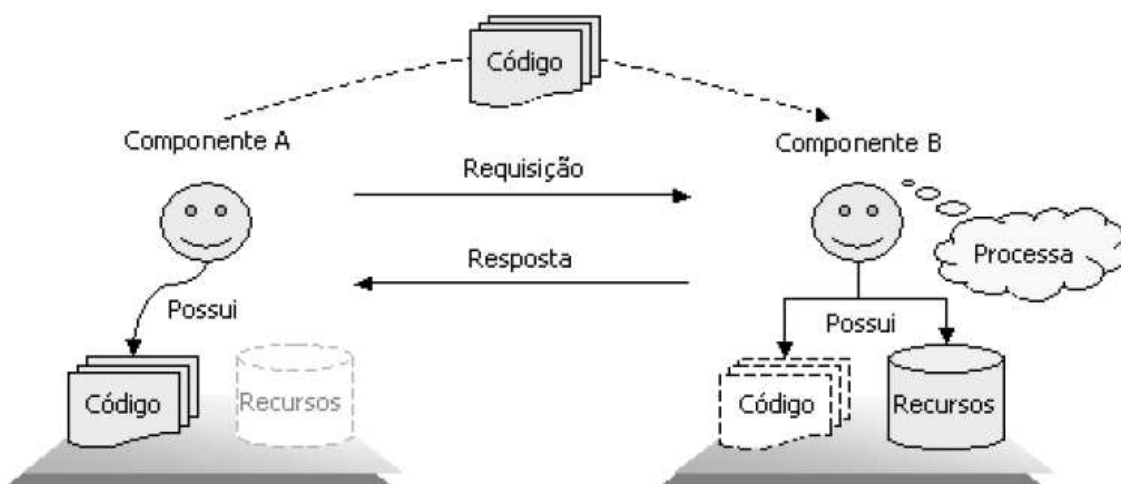 Código
Componente A
Componente B
Requisição
Processa
Resposta
Possui
Possui
Código
Recursos
Código
Recursos